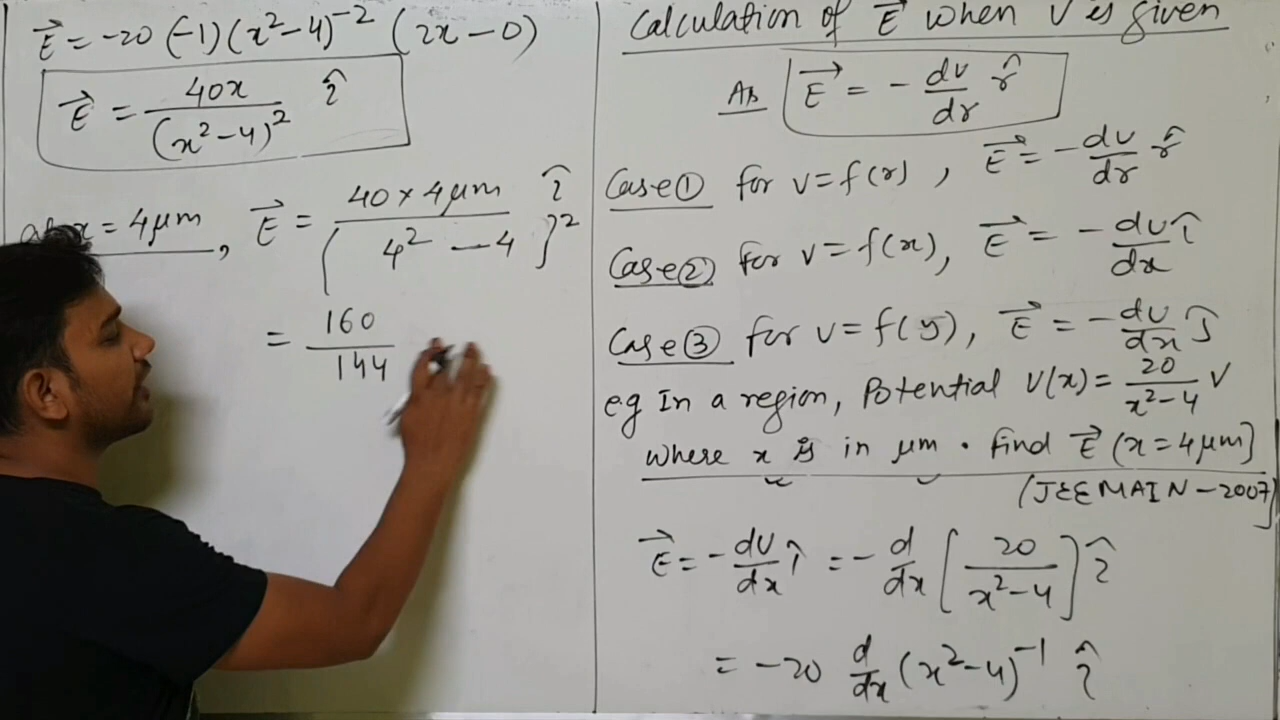 E⃗ = -20 (-1) (x²-4)⁻² (2x-0)
E⃗ = 40x / (x²-4)² î
x = 4μm, E⃗ = 40×4μm / [4² - 4]² î
= 160 / 144
Calculation of E⃗ when V is given
As E⃗ = - dv/dr r̂
Case① for v=f(r), E⃗ = - dv/dr r̂
Case② for v=f(x), E⃗ = - dv/dx î
Case③ for v=f(y), E⃗ = - dv/dx ĵ
eg In a region, Potential V(x) = 20 / x²-4 V
where x is in μm. Find E⃗ (x=4μm]
(JEE MAIN-2007]
E⃗ = - dv/dx î = - d/dx [20 / x²-4] î
= -20 d/dx (x²-4)⁻¹ î